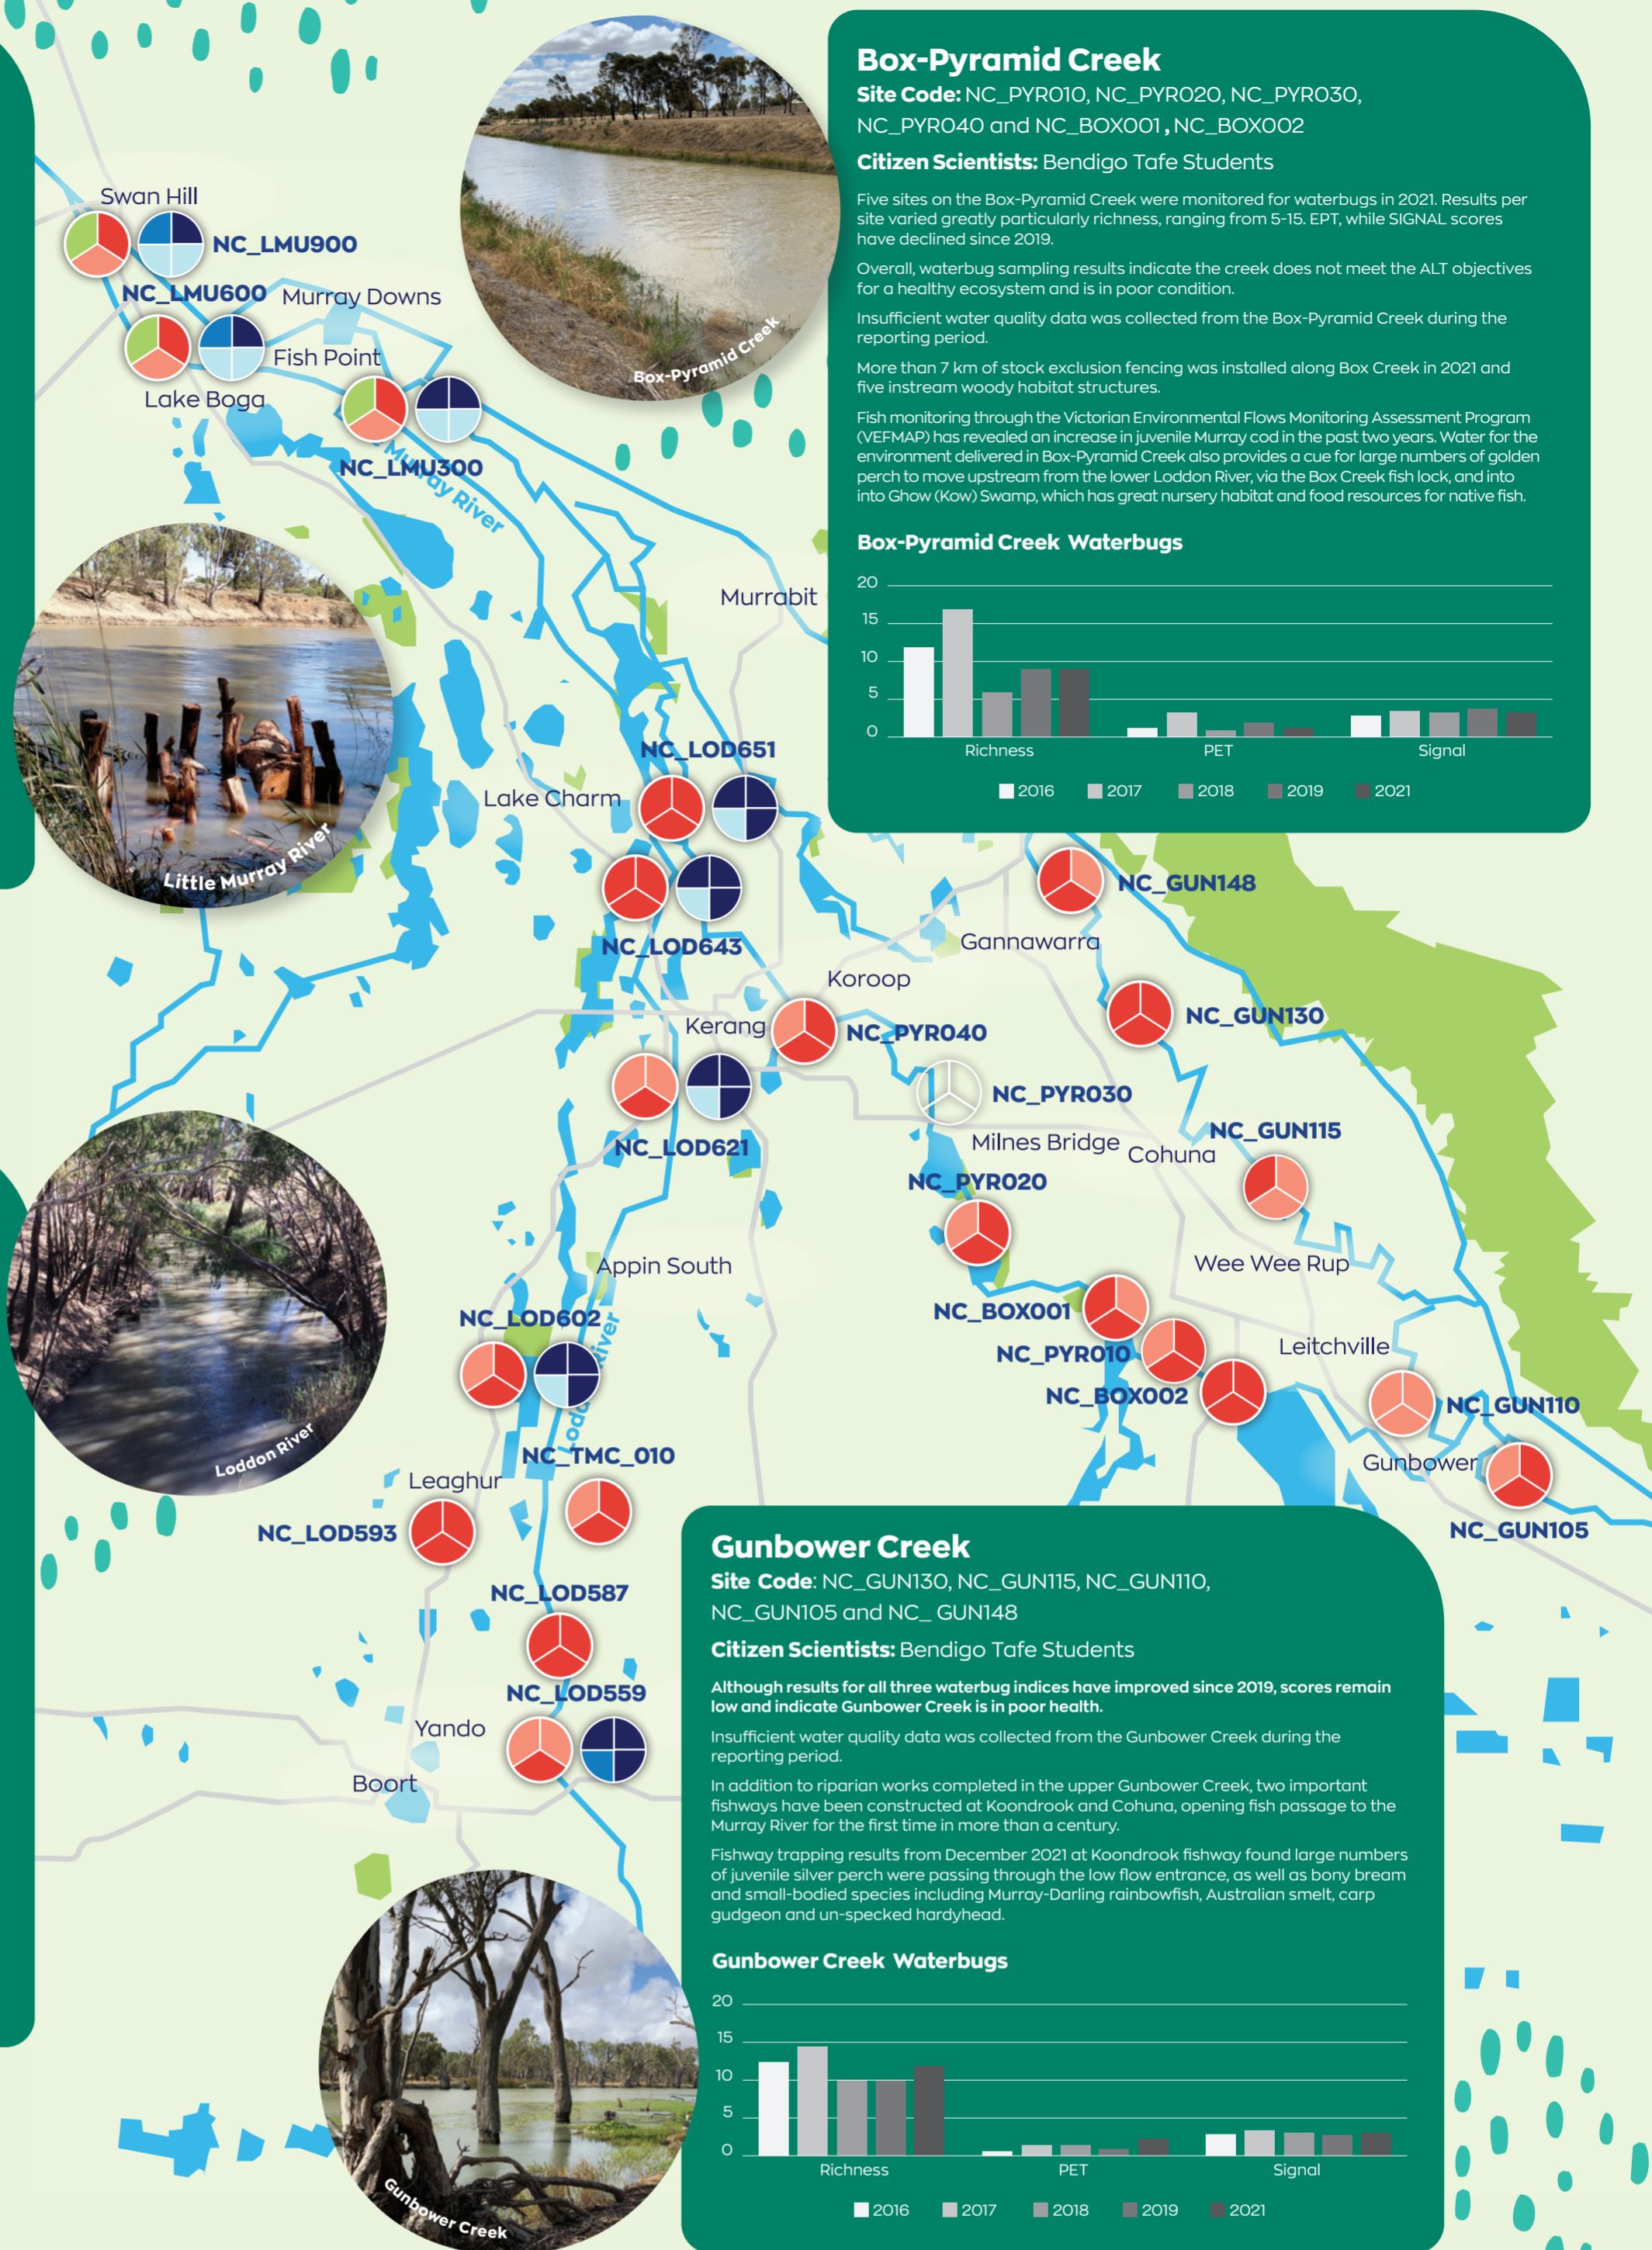 Box-Pyramid Creek
Site Code: NC_PYR010, NC_PYR020, NC_PYR030,
NC_PYR040 and NC_BOX001 , NC_BOX002
Citizen Scientists: Bendigo Tafe Students
Five sites on the Box-Pyramid Creek were monitored for waterbugs in 2021. Results per
site varied greatly particularly richness, ranging from 5-15. EPT, while SIGNAL scores
have declined since 2019.
Overall, waterbug sampling results indicate the creek does not meet the ALT objectives
for a healthy ecosystem and is in poor condition.
Insufficient water quality data was collected from the Box-Pyramid Creek during the
reporting period.
More than 7 km of stock exclusion fencing was installed along Box Creek in 2021 and
five instream woody habitat structures.
Fish monitoring through the Victorian Environmental Flows Monitoring Assessment Program
(VEFMAP) has revealed an increase in juvenile Murray cod in the past two years. Water for the
environment delivered in Box-Pyramid Creek also provides a cue for large numbers of golden
perch to move upstream from the lower Loddon River, via the Box Creek fish lock, and into
into Ghow (Kow) Swamp, which has great nursery habitat and food resources for native fish.
Box-Pyramid Creek Waterbugs
20
15
10
5
0
Richness PET Signal
2016 2017 2018 2019 2021
Box-Pyramid Creek
Swan Hill
NC_LMU900
NC_LMU600
Murray Downs
Fish Point
Lake Boga
NC_LMU300
Murray River
Murrabit
Little Murray River
NC_LOD651
Lake Charm
NC_LOD643
NC_GUN148
Gannawarra
Koroop
Kerang
NC_PYR040
NC_GUN130
NC_PYR030
NC_LOD621
Milnes Bridge
Cohuna
NC_GUN115
NC_PYR020
Appin South
Wee Wee Rup
NC_LOD602
NC_BOX001
Loddon River
NC_PYR010
Leitchville
NC_BOX002
NC_GUN110
Loddon River
NC_TMC_010
Gunbower
Leaghur
NC_LOD593
NC_GUN105
NC_LOD587
NC_LOD559
Yando
Boort
Gunbower Creek
Site Code: NC_GUN130, NC_GUN115, NC_GUN110,
NC_GUN105 and NC_ GUN148
Citizen Scientists: Bendigo Tafe Students
Although results for all three waterbug indices have improved since 2019, scores remain
low and indicate Gunbower Creek is in poor health.
Insufficient water quality data was collected from the Gunbower Creek during the
reporting period.
In addition to riparian works completed in the upper Gunbower Creek, two important
fishways have been constructed at Koondrook and Cohuna, opening fish passage to the
Murray River for the first time in more than a century.
Fishway trapping results from December 2021 at Koondrook fishway found large numbers
of juvenile silver perch were passing through the low flow entrance, as well as bony bream
and small-bodied species including Murray-Darling rainbowfish, Australian smelt, carp
gudgeon and un-specked hardyhead.
Gunbower Creek Waterbugs
20
15
10
5
0
Richness PET Signal
2016 2017 2018 2019 2021
Gunbower Creek